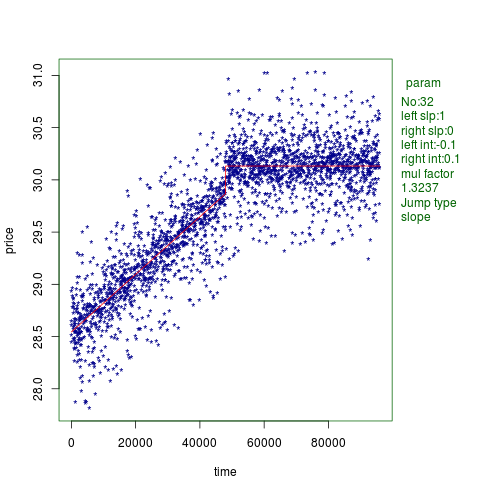 31.0
30.5
30.0
29.5
29.0
28.5
28.0
price
0
20000
40000
60000
80000
time
param
No:32
left slp:1
right slp:0
left int:-0.1
right int:0.1
mul factor
1.3237
Jump type
slope